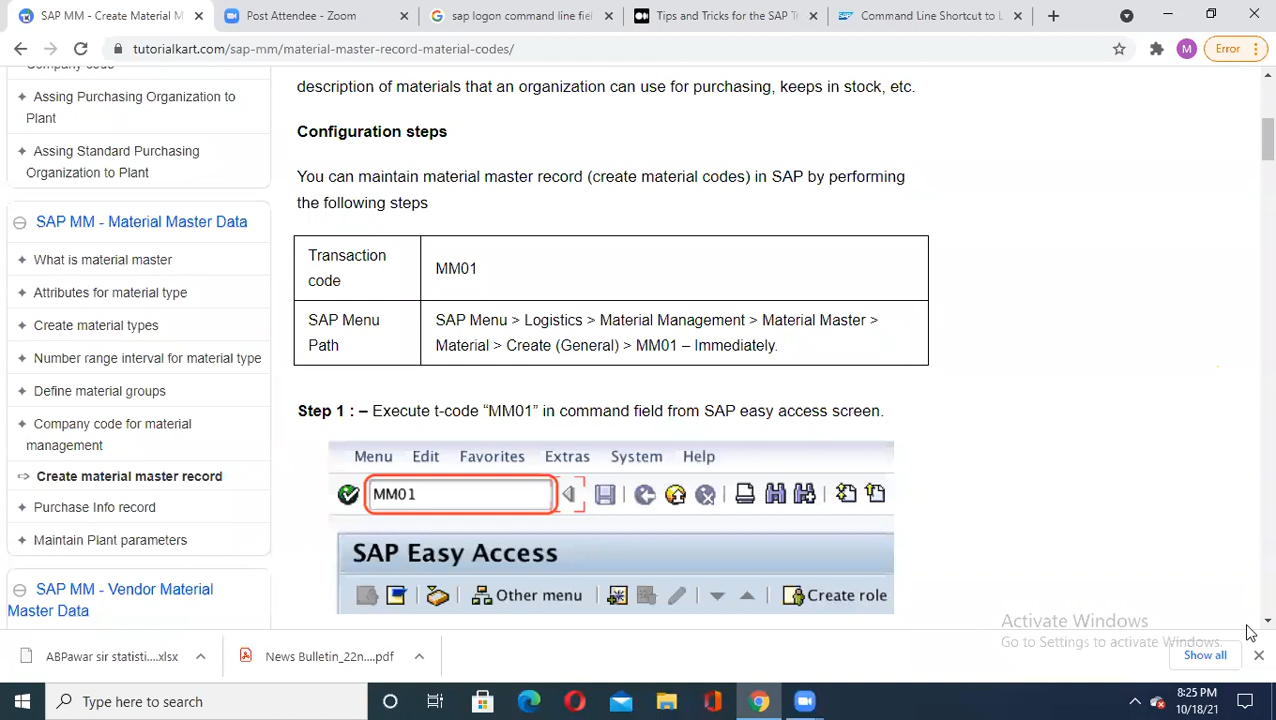 SAP MM - Create Material M
Post Attendee - Zoom
sap logon command line fiel
Tips and Tricks for the SAP T
Command Line Shortcut to L
tutorialkart.com/sap-mm/material-master-record-material-codes/
M
Error
Company code
Assing Purchasing Organization to
Plant
Assing Standard Purchasing
Organization to Plant
SAP MM - Material Master Data
What is material master
Attributes for material type
Create material types
Number range interval for material type
Define material groups
Company code for material
management
Create material master record
Purchase Info record
Maintain Plant parameters
SAP MM - Vendor Material
Master Data
description of materials that an organization can use for purchasing, keeps in stock, etc.
Configuration steps
You can maintain material master record (create material codes) in SAP by performing
the following steps
Transaction
code
MM01
SAP Menu
Path
SAP Menu > Logistics > Material Management > Material Master >
Material > Create (General) > MM01 – Immediately.
Step 1 : – Execute t-code “MM01” in command field from SAP easy access screen.
Menu Edit Favorites Extras System Help
MM01
SAP Easy Access
Other menu
Create role
Activate Windows
Go to Settings to activate Windows.
ABPawar sir statisti....xlsx
News Bulletin_22n....pdf
Show all
Type here to search
8:25 PM
10/18/21